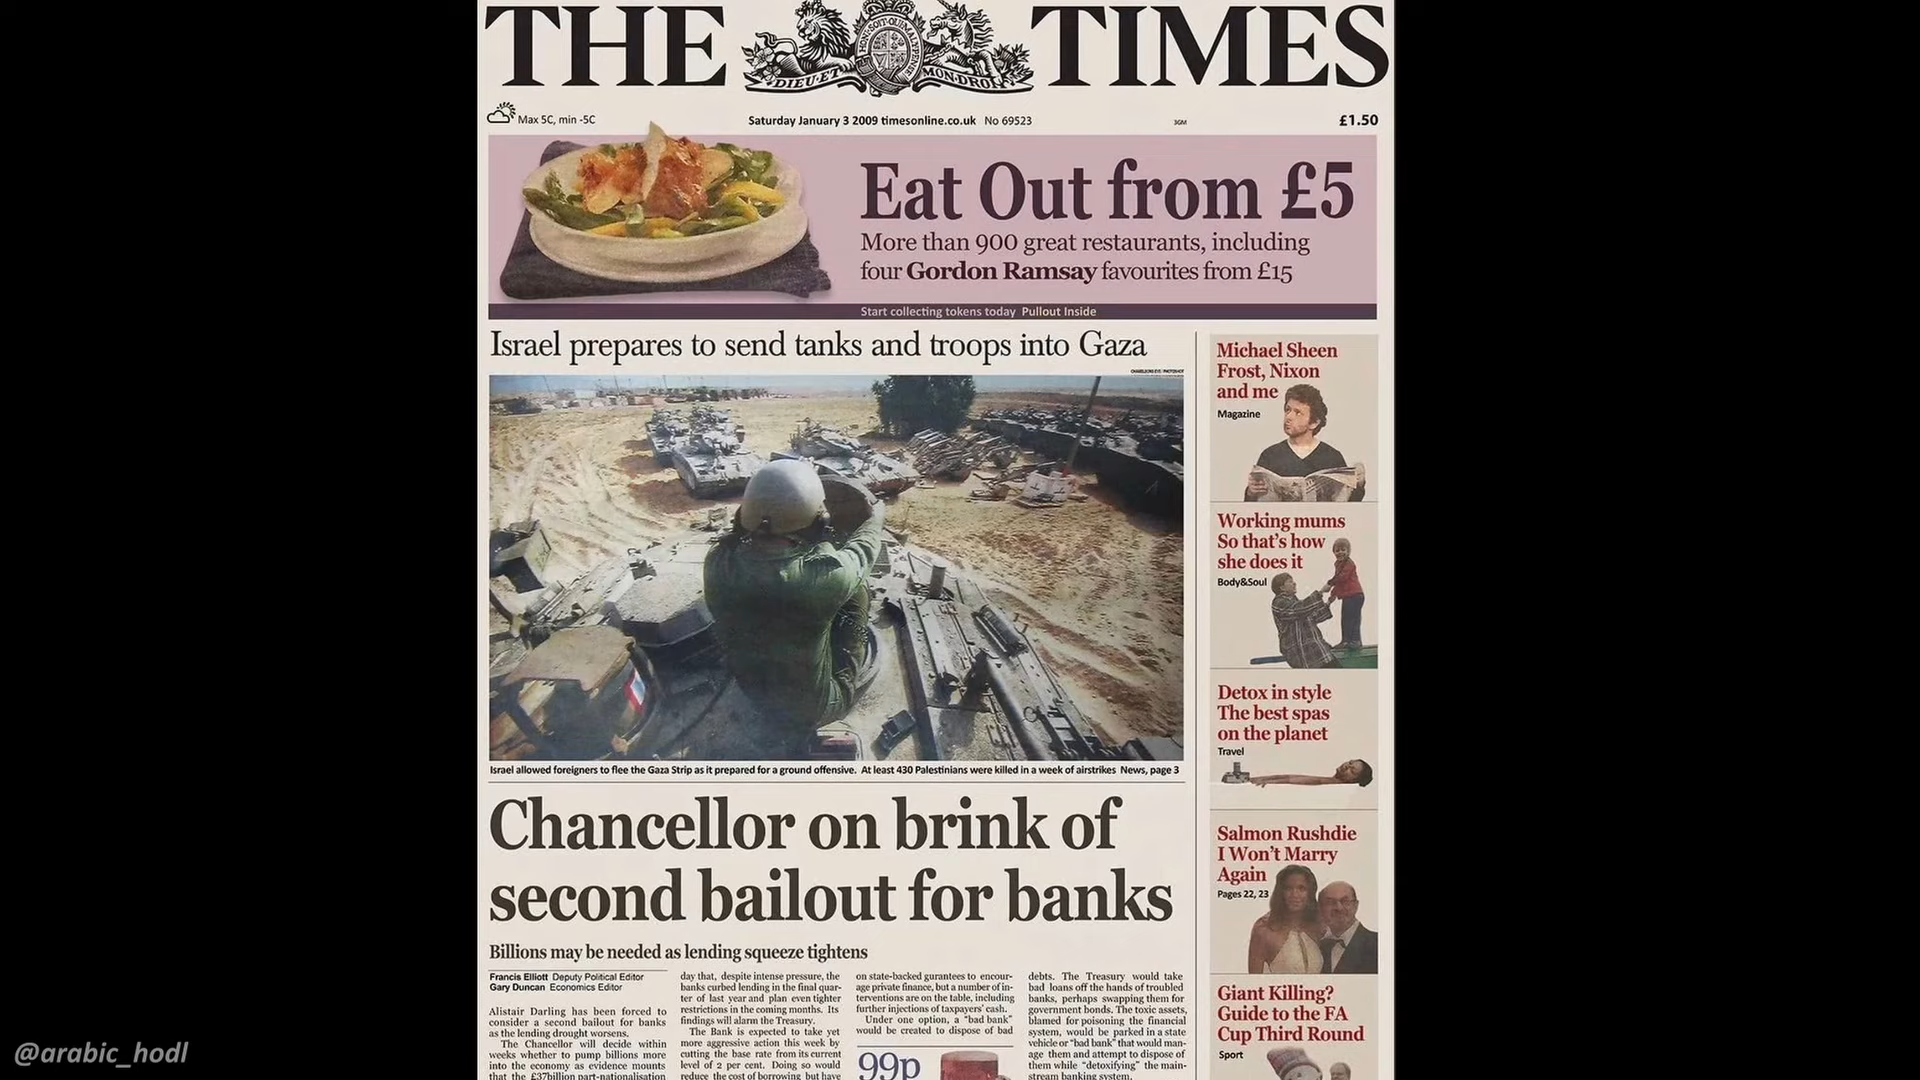 THE TIMES
DIEU·ET MON·DROIT
Max 5C, min -5C
Saturday January 3 2009 timesonline.co.uk No 69523
3GM
£1.50
Eat Out from £5
More than 900 great restaurants, including
four Gordon Ramsay favourites from £15
Start collecting tokens today Pullout Inside
Israel prepares to send tanks and troops into Gaza
Israel allowed foreigners to flee the Gaza Strip as it prepared for a ground offensive. At least 430 Palestinians were killed in a week of airstrikes News, page 3
Chancellor on brink of
second bailout for banks
Billions may be needed as lending squeeze tightens
Francis Elliott Deputy Political Editor
Gary Duncan Economics Editor
Alistair Darling has been forced to
consider a second bailout for banks
as the lending drought worsens.
The Chancellor will decide within
weeks whether to pump billions more
into the economy as evidence mounts
that the £37billion part-nationalisation
day that, despite intense pressure, the
banks curbed lending in the final quar-
ter of last year and plan even tighter
restrictions in the coming months. Its
findings will alarm the Treasury.
The Bank is expected to take yet
more aggressive action this week by
cutting the base rate from its current
level of 2 per cent. Doing so would
reduce the cost of borrowing but have
on state-backed gurantees to encour-
age private finance, but a number of in-
terventions are on the table, including
further injections of taxpayers' cash.
Under one option, a "bad bank"
would be created to dispose of bad
99p
debts. The Treasury would take
bad loans off the hands of troubled
banks, perhaps swapping them for
government bonds. The toxic assets,
blamed for poisoning the financial
system, would be parked in a state
vehicle or "bad bank" that would man-
age them and attempt to dispose of
them while "detoxifying" the main-
stream banking system.
Michael Sheen
Frost, Nixon
and me
Magazine
Working mums
So that's how
she does it
Body&Soul
Detox in style
The best spas
on the planet
Travel
Salmon Rushdie
I Won't Marry
Again
Pages 22, 23
Giant Killing?
Guide to the FA
Cup Third Round
Sport
@arabic_hodl